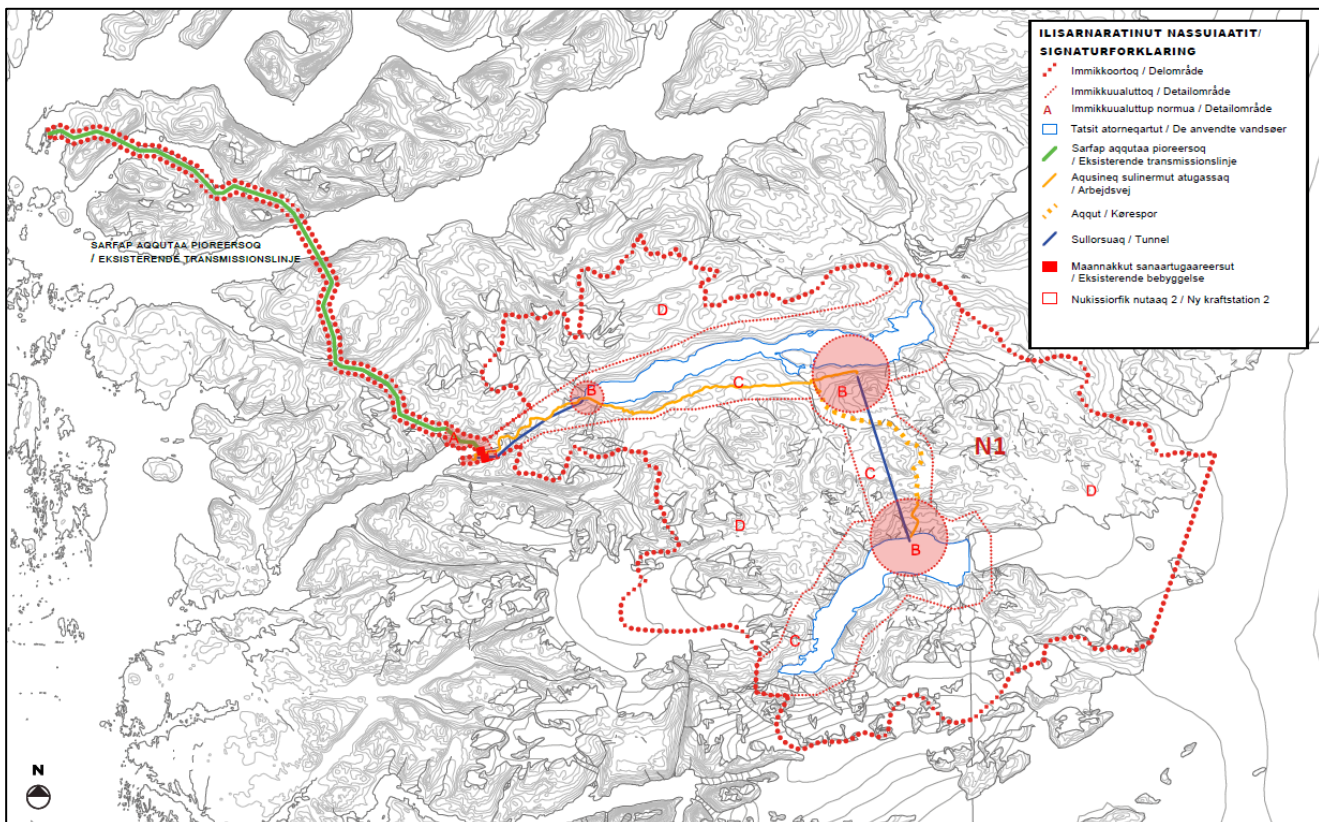 ILISARNARATINUT NASSUIAATIT/
SIGNATURFORKLARING
Immikkoortoq / Delområde
Immikkuualuttoq / Detailområde
A Immikkuualuttup normua / Detailområde
Tatsit atorneqartut / De anvendte vandsøer
Sarfap aqqutaa pioreersoq
/ Eksisterende transmissionslinje
Aqusineq sulinermut atugassaq
/ Arbejdsvej
Aqqut / Kørespor
Sullorsuaq / Tunnel
Maannakkut sanaartugaareersut
/ Eksisterende bebyggelse
Nukissiorfik nutaaq 2 / Ny kraftstation 2
SARFAP AQQUTAA PIOREERSOQ
/ EKSISTERENDE TRANSMISSIONSLINJE
D
C
B
B
A
N1
C
D
D
B
C
N